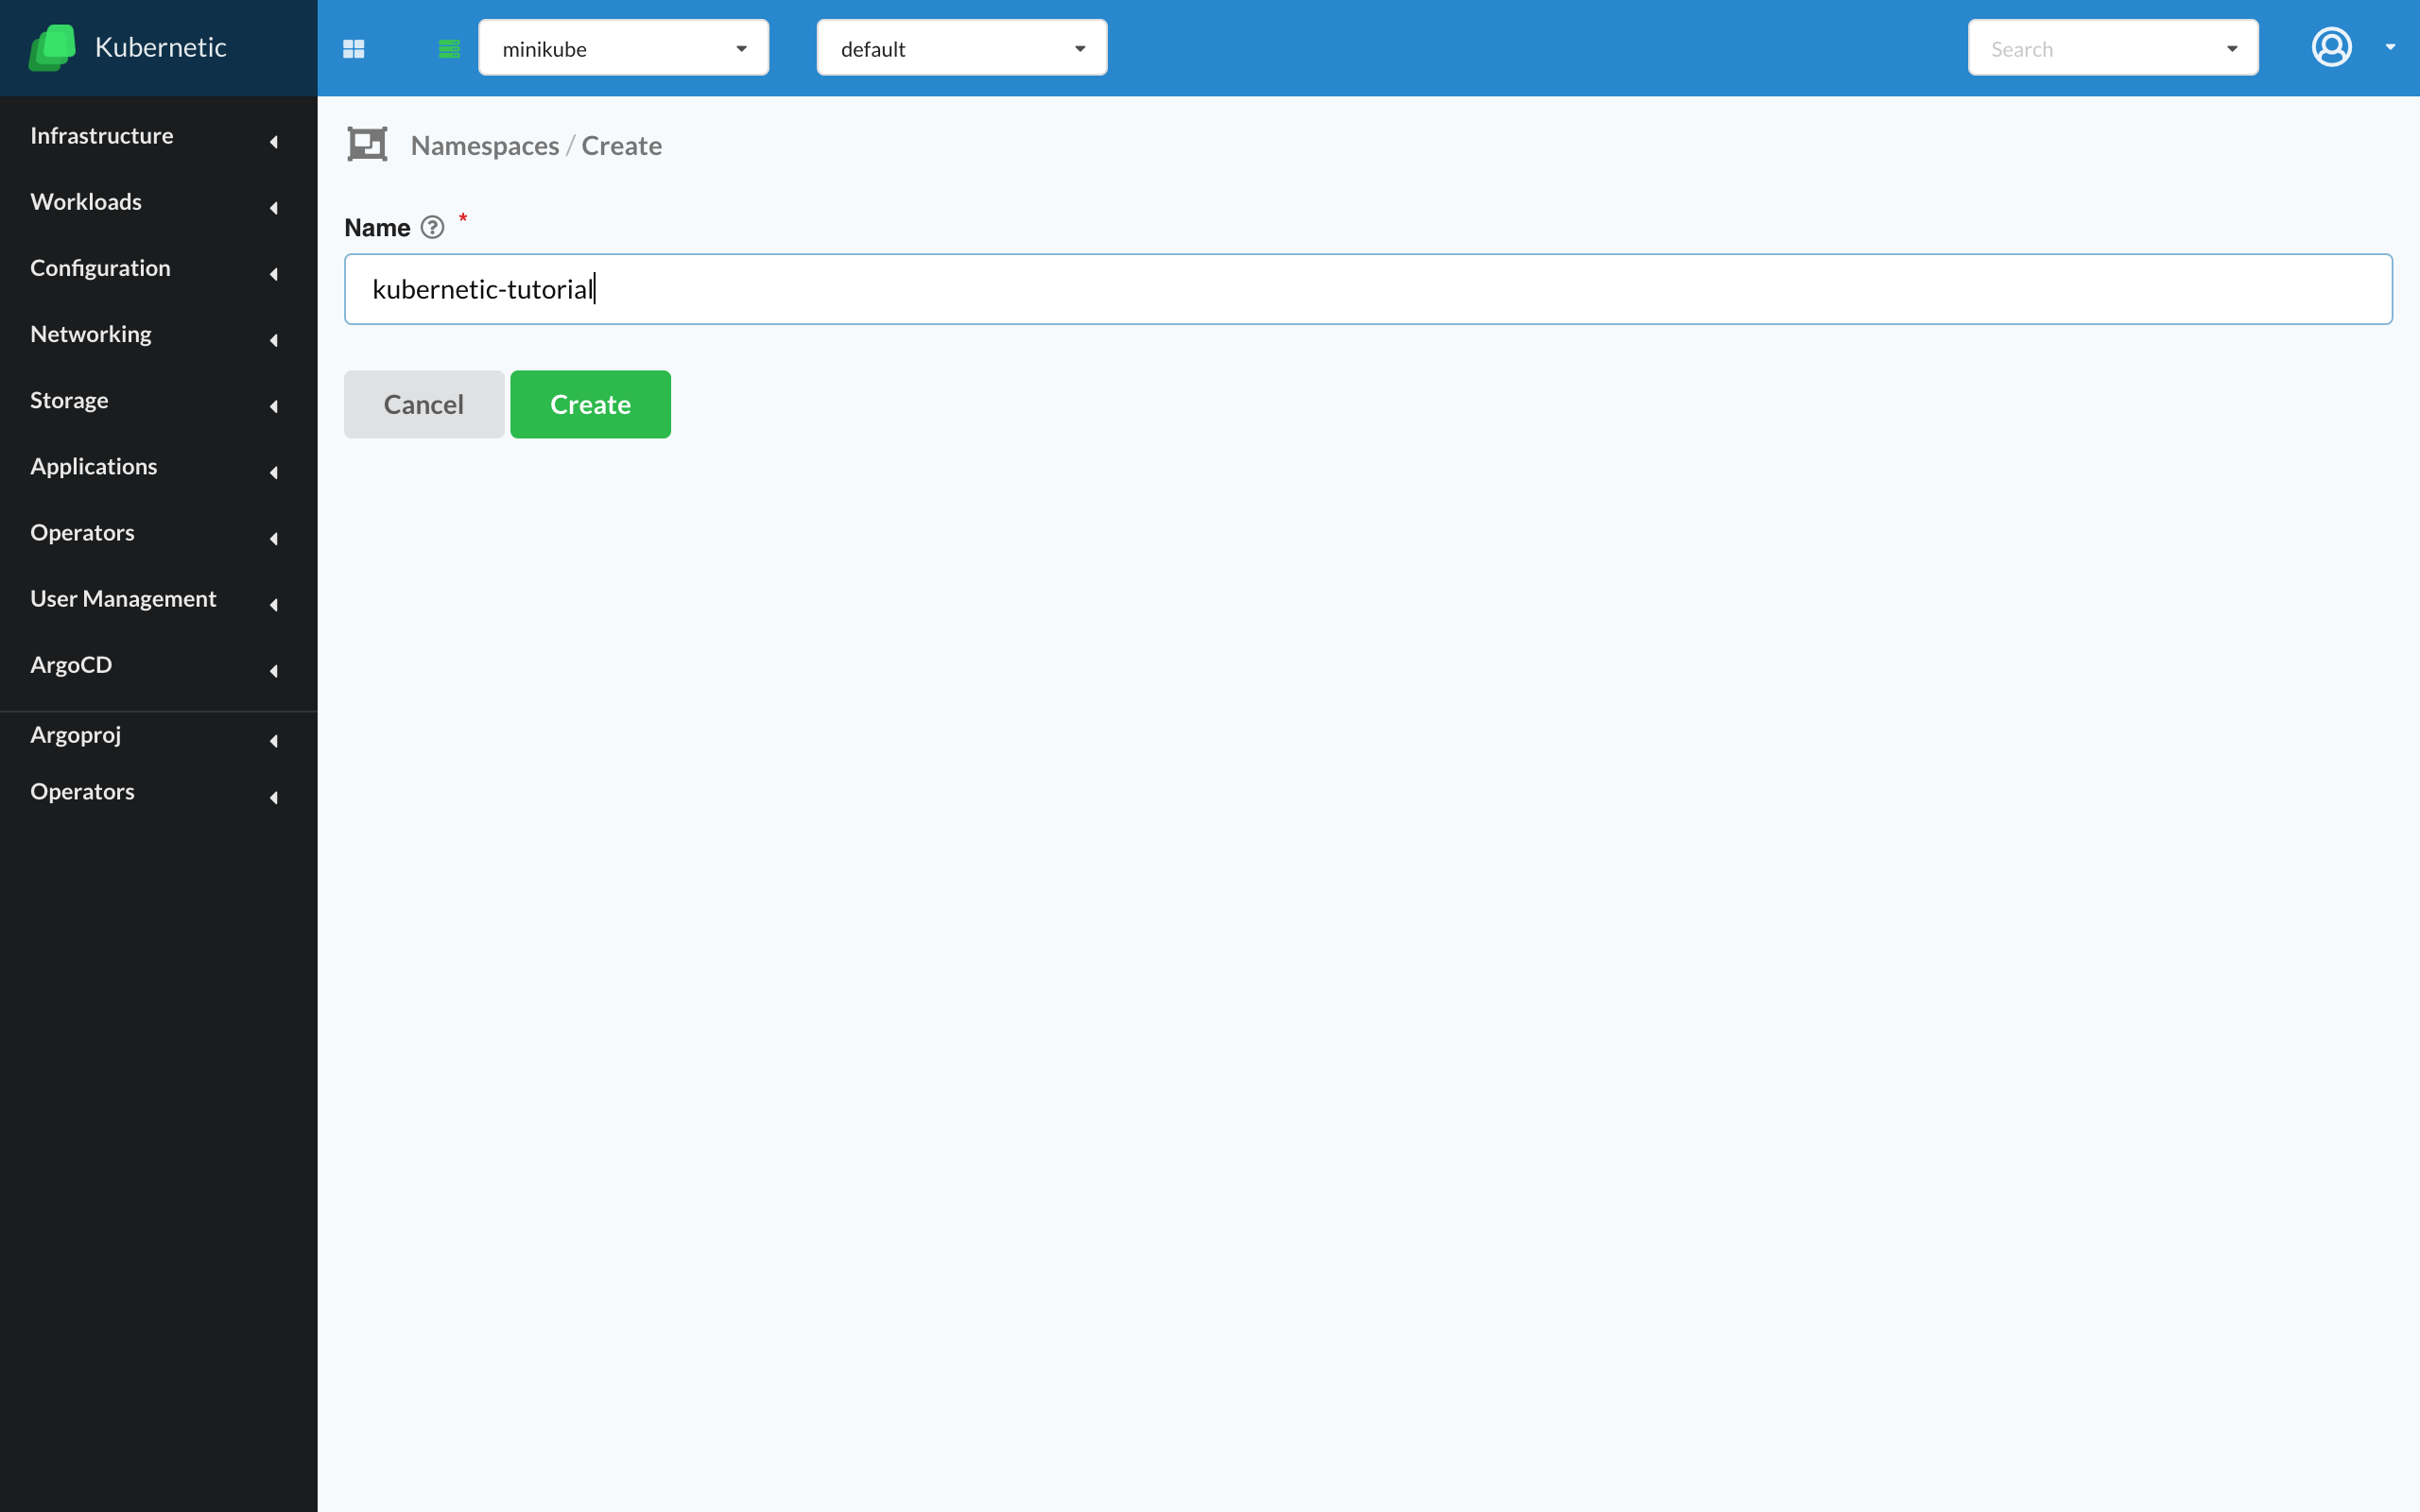 Kubernetic
minikube
default
Search
Infrastructure
Workloads
Configuration
Networking
Storage
Applications
Operators
User Management
ArgoCD
Argoproj
Operators
Namespaces / Create
Name ? *
kubernetic-tutorial
Cancel
Create